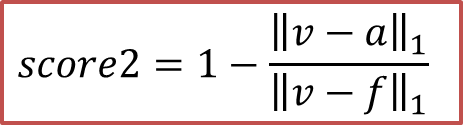 score2 = 1 − ‖v − a‖₁ / ‖v − f‖₁